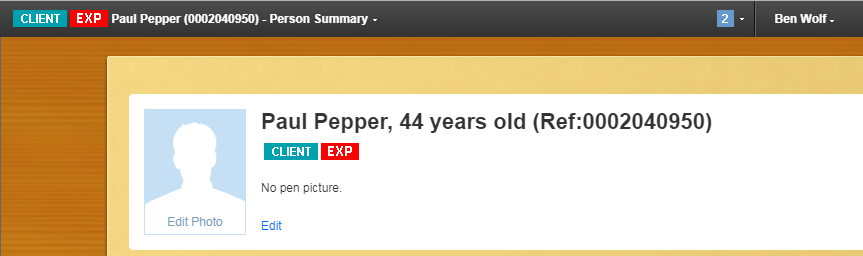 CLIENT EXP Paul Pepper (0002040950) - Person Summary 2 Ben Wolf
Paul Pepper, 44 years old (Ref:0002040950)
CLIENT EXP
No pen picture.
Edit Photo
Edit